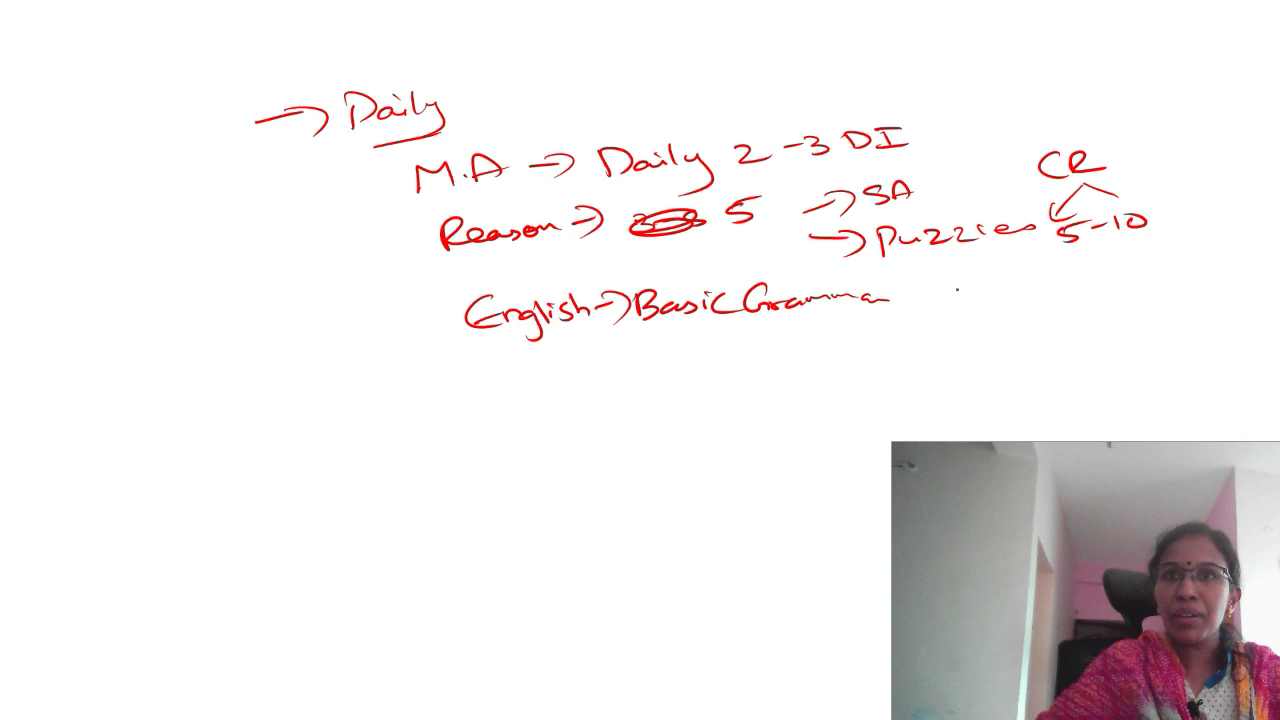 → Daily
M.A → Daily 2-3 DI
CR
Reason → 5 → SA
→ Puzzles 5-10
English → Basic Grammar